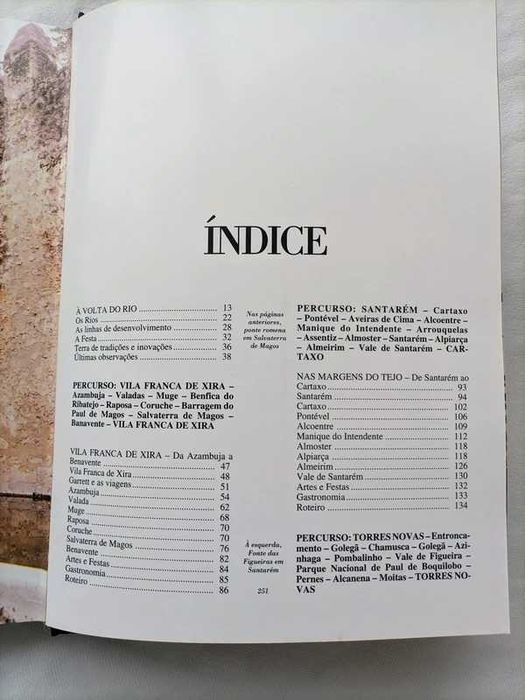 ÍNDICE
À VOLTA DO RIO ........ 13
Os Rios ........ 22
As linhas de desenvolvimento ........ 28
A Festa ........ 32
Terra de tradições e inovações ........ 36
Últimas observações ........ 38
PERCURSO: VILA FRANCA DE XIRA –
Azambuja – Valadas – Muge – Benfica do
Ribatejo – Raposa – Coruche – Barragem do
Paul de Magos – Salvaterra de Magos –
Banavente – VILA FRANCA DE XIRA
VILA FRANCA DE XIRA – Da Azambuja a
Benavente ........ 47
Vila Franca de Xira ........ 48
Garrett e as viagens ........ 51
Azambuja ........ 54
Valada ........ 62
Muge ........ 68
Raposa ........ 70
Coruche ........ 70
Salvaterra de Magos ........ 76
Benavente ........ 82
Artes e Festas ........ 84
Gastronomia ........ 85
Roteiro ........ 86
Nas páginas
anteriores,
ponte romena
em Salvaterra
de Magos
À esquerda,
Fonte das
Figueiras em
Santarém
251
PERCURSO: SANTARÉM – Cartaxo
– Pontével – Aveiras de Cima – Alcoentre –
Manique do Intendente – Arrouquelas
– Assentiz – Almoster – Santarém – Alpiarça
– Almeirim – Vale de Santarém – CAR-
TAXO
NAS MARGENS DO TEJO – De Santarém ao
Cartaxo ........ 93
Santarém ........ 94
Cartaxo ........ 102
Pontével ........ 106
Alcoentre ........ 109
Manique do Intendente ........ 112
Almoster ........ 118
Alpiarça ........ 118
Almeirim ........ 126
Vale de Santarém ........ 130
Artes e Festas ........ 132
Gastronomia ........ 133
Roteiro ........ 134
PERCURSO: TORRES NOVAS – Entronca-
mento – Golegã – Chamusca – Golegã – Azi-
nhaga – Pombalinho – Vale de Figueira –
Parque Nacional de Paul de Boquilobo –
Pernes – Alcanena – Moitas – TORRES NO-
VAS